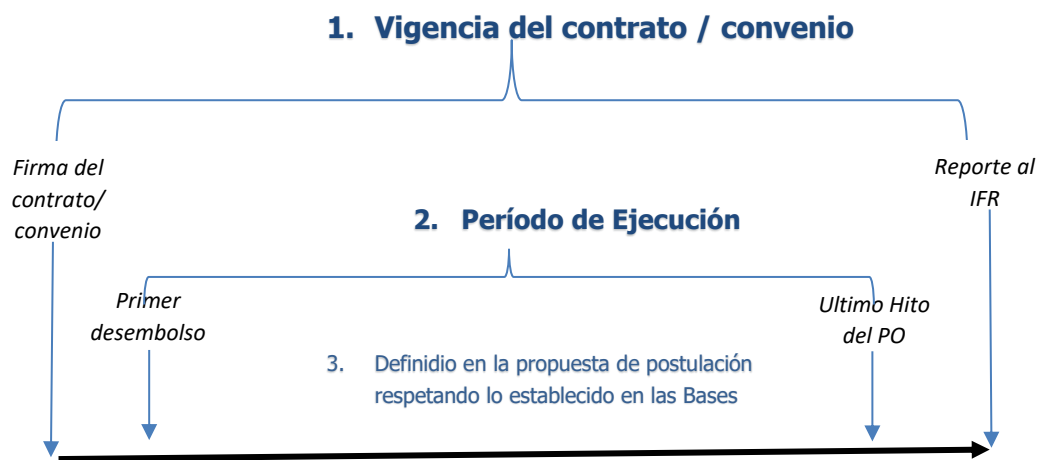 1. Vigencia del contrato / convenio
Firma del
contrato/
convenio
Reporte al
IFR
2. Período de Ejecución
Primer
desembolso
Ultimo Hito
del PO
3. Definidio en la propuesta de postulación
respetando lo establecido en las Bases